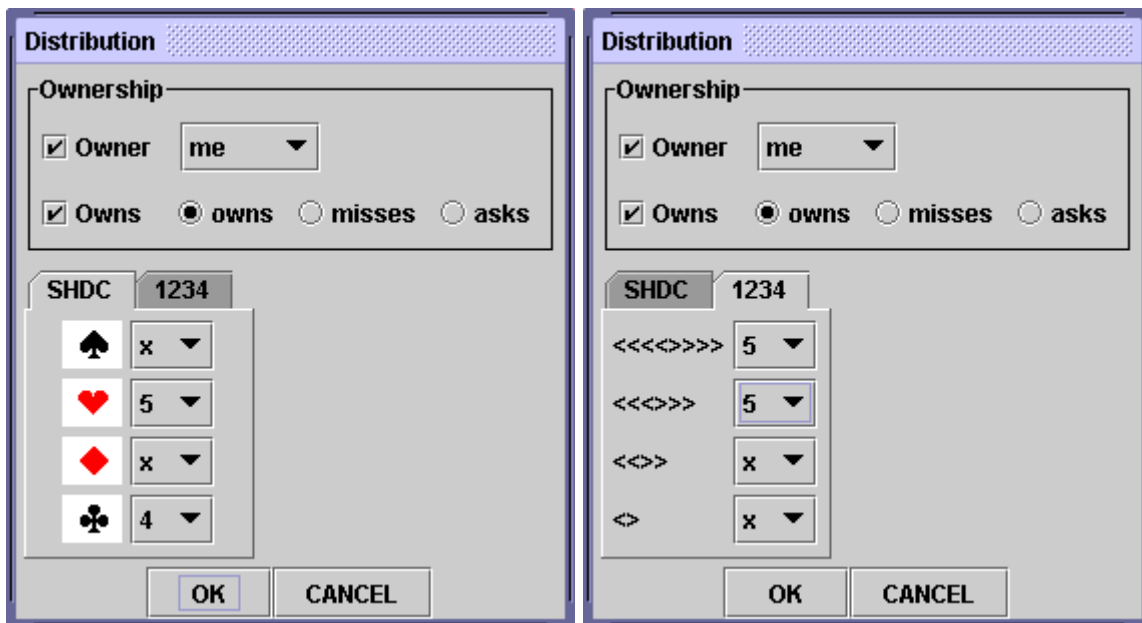 Distribution
Ownership
Owner me
Owns owns misses asks
SHDC 1234
x
5
x
4
OK CANCEL
Distribution
Ownership
Owner me
Owns owns misses asks
SHDC 1234
<<<<>>>> 5
<<<>>> 5
<<>> x
<> x
OK CANCEL